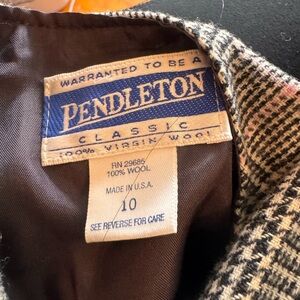 WARRANTED TO BE A
PENDLETON
CLASSIC
100% VIRGIN WOOL
RN 29685
100% WOOL
MADE IN U.S.A.
10
SEE REVERSE FOR CARE